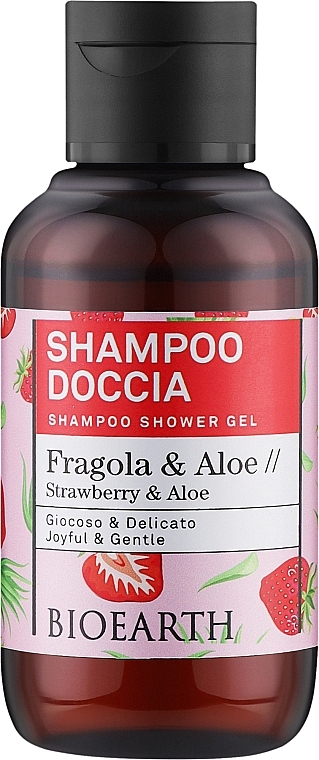 SHAMPOO
DOCCIA
SHAMPOO SHOWER GEL
Fragola & Aloe //
Strawberry & Aloe
Giocoso & Delicato
Joyful & Gentle
BIOEARTH